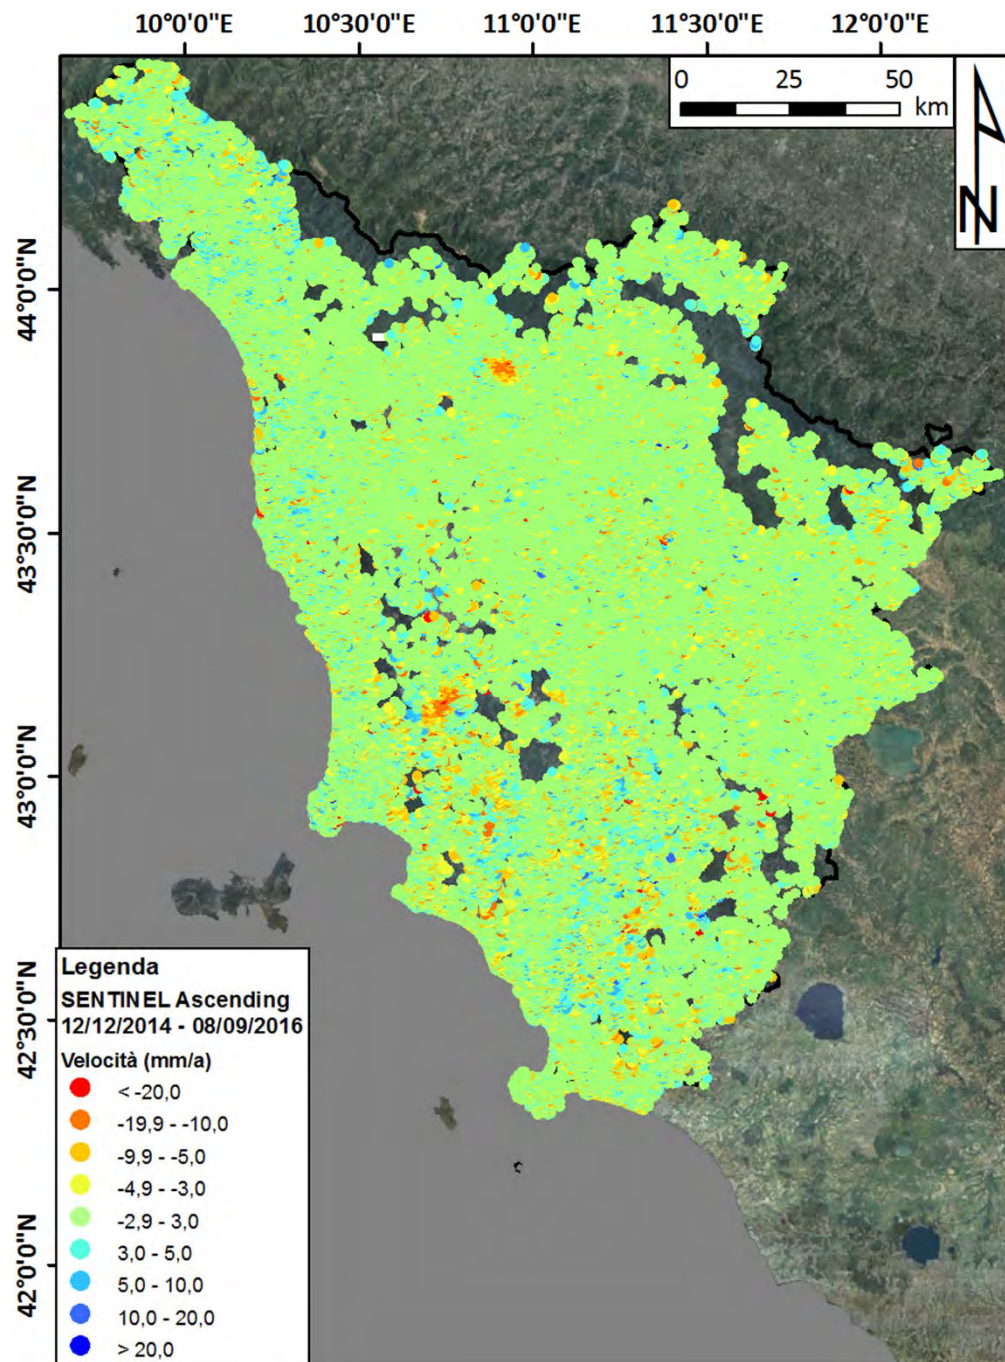 10°0'0"E 10°30'0"E 11°0'0"E 11°30'0"E 12°0'0"E
0 25 50
km
N
44°0'0"N
43°30'0"N
43°0'0"N
42°30'0"N
42°0'0"N
Legenda
SENTINEL Ascending
12/12/2014 - 08/09/2016
Velocità (mm/a)
< -20,0
-19,9 - -10,0
-9,9 - -5,0
-4,9 - -3,0
-2,9 - 3,0
3,0 - 5,0
5,0 - 10,0
10,0 - 20,0
> 20,0